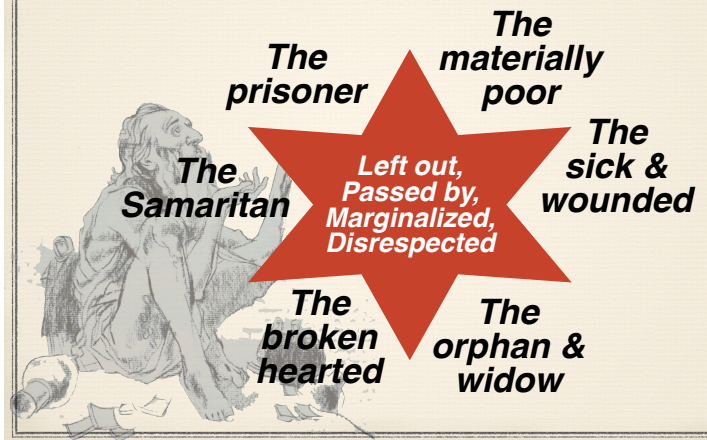 The
prisoner
The
materially
poor
The
sick &
wounded
The
Samaritan
Left out,
Passed by,
Marginalized,
Disrespected
The
broken
hearted
The
orphan &
widow